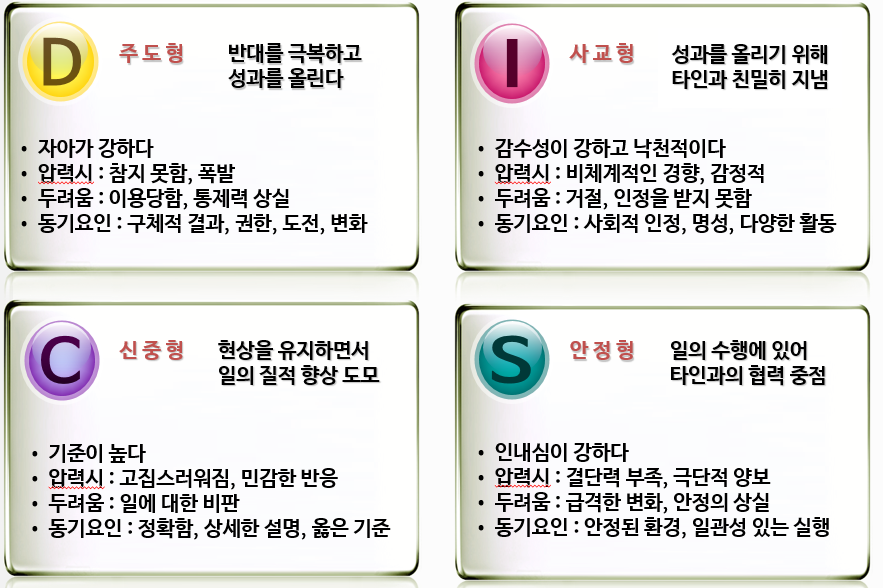 D 주도형 반대를 극복하고
성과를 올린다
• 자아가 강하다
• 압력시 : 참지 못함, 폭발
• 두려움 : 이용당함, 통제력 상실
• 동기요인 : 구체적 결과, 권한, 도전, 변화
I 사교형 성과를 올리기 위해
타인과 친밀히 지냄
• 감수성이 강하고 낙천적이다
• 압력시 : 비체계적인 경향, 감정적
• 두려움 : 거절, 인정을 받지 못함
• 동기요인 : 사회적 인정, 명성, 다양한 활동
C 신중형 현상을 유지하면서
일의 질적 향상 도모
• 기준이 높다
• 압력시 : 고집스러워짐, 민감한 반응
• 두려움 : 일에 대한 비판
• 동기요인 : 정확함, 상세한 설명, 옳은 기준
S 안정형 일의 수행에 있어
타인과의 협력 중점
• 인내심이 강하다
• 압력시 : 결단력 부족, 극단적 양보
• 두려움 : 급격한 변화, 안정의 상실
• 동기요인 : 안정된 환경, 일관성 있는 실행